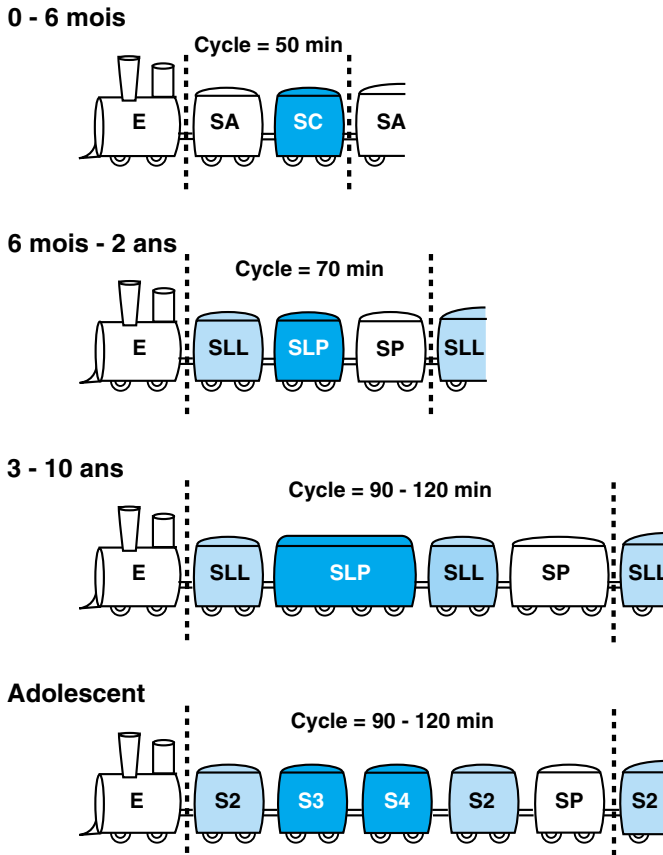 0 - 6 mois
Cycle = 50 min
E SA SC SA
6 mois - 2 ans
Cycle = 70 min
E SLL SLP SP SLL
3 - 10 ans
Cycle = 90 - 120 min
E SLL SLP SLL SP SLL
Adolescent
Cycle = 90 - 120 min
E S2 S3 S4 S2 SP S2